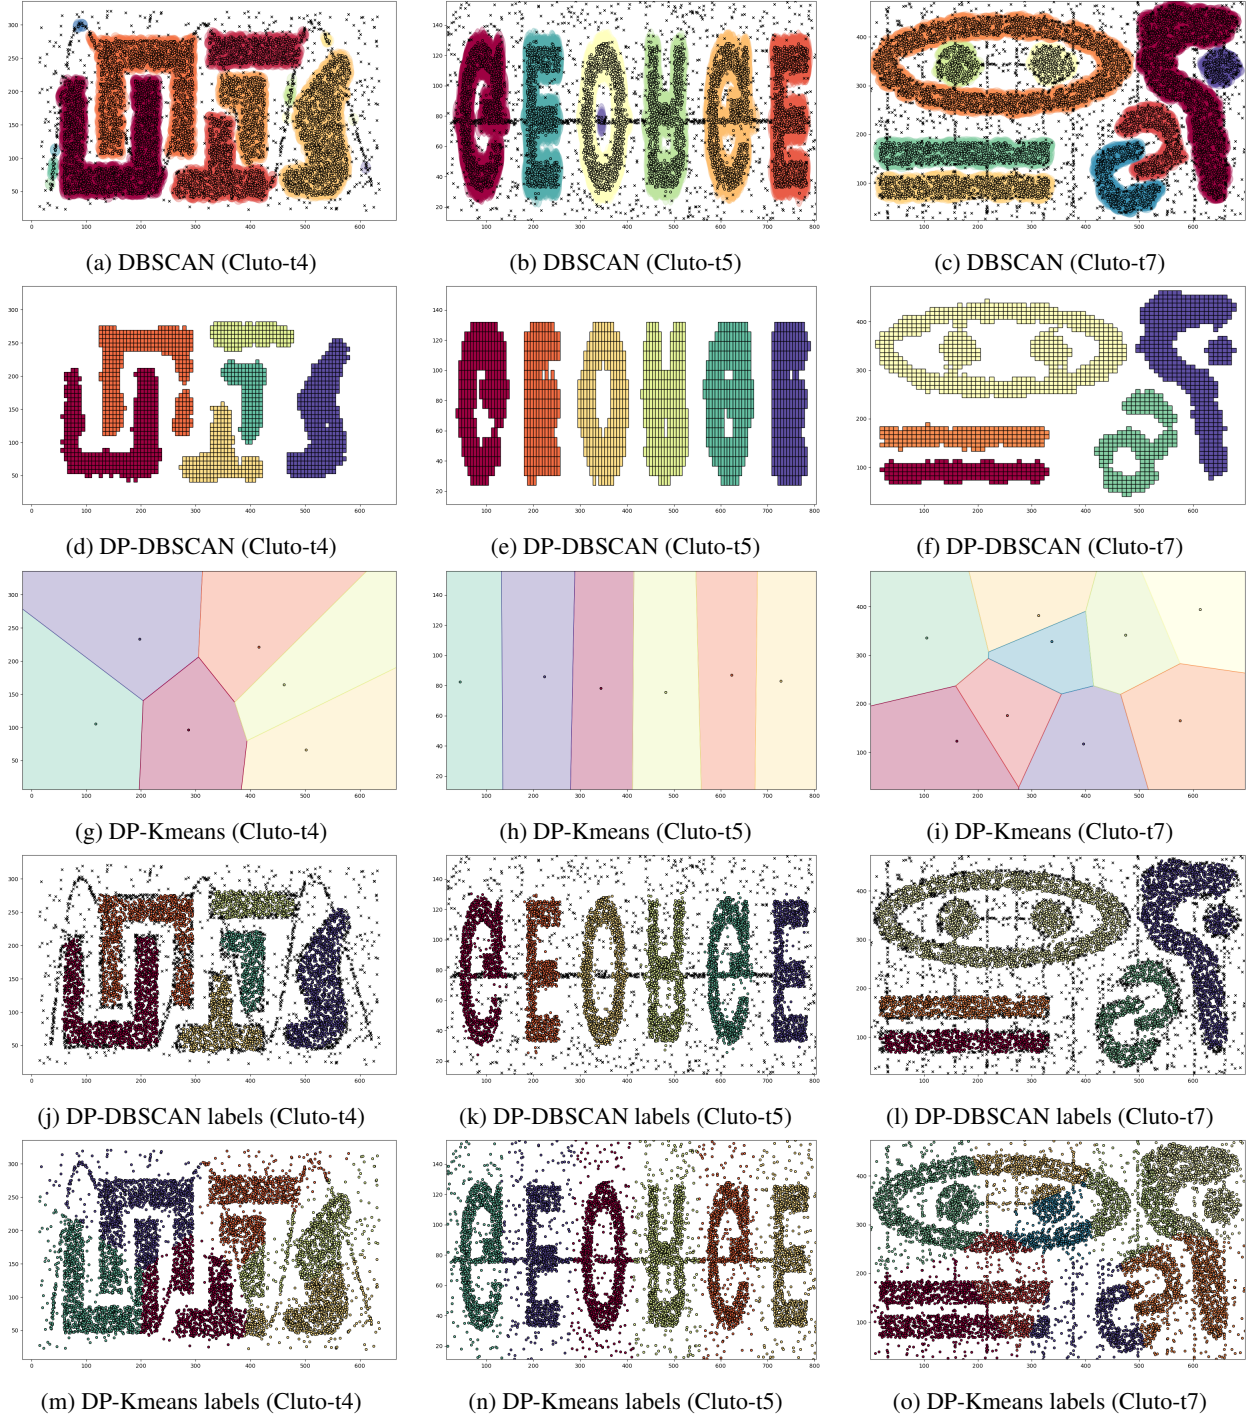 (a) DBSCAN (Cluto-t4) (b) DBSCAN (Cluto-t5) (c) DBSCAN (Cluto-t7)
(d) DP-DBSCAN (Cluto-t4) (e) DP-DBSCAN (Cluto-t5) (f) DP-DBSCAN (Cluto-t7)
(g) DP-Kmeans (Cluto-t4) (h) DP-Kmeans (Cluto-t5) (i) DP-Kmeans (Cluto-t7)
(j) DP-DBSCAN labels (Cluto-t4) (k) DP-DBSCAN labels (Cluto-t5) (l) DP-DBSCAN labels (Cluto-t7)
(m) DP-Kmeans labels (Cluto-t4) (n) DP-Kmeans labels (Cluto-t5) (o) DP-Kmeans labels (Cluto-t7)